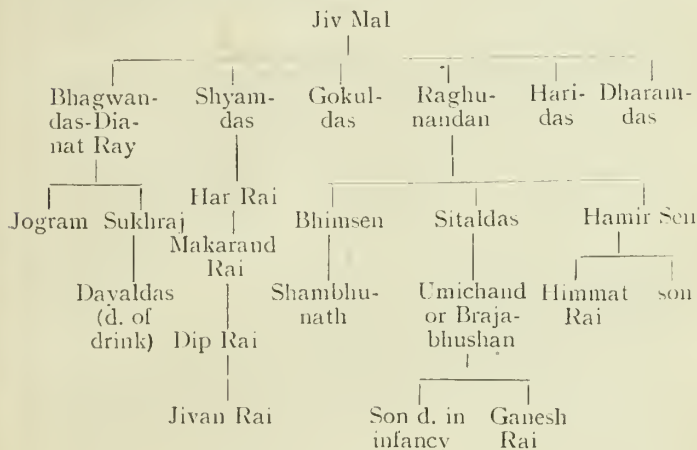 Jiv Mal
Bhagwan- Shyam- Gokul- Raghu- Hari- Dharam-
das-Dia- das das nandan das das
nat Ray
Har Rai
Jogram Sukhraj Bhimsen Sitaldas Hamir Sen
Makarand
Rai
Dayaldas Shambhu- Umichand Himmat son
(d. of nath or Braja- Rai
drink) Dip Rai bhushan
Jivan Rai Son d. in Ganesh
infancy Rai